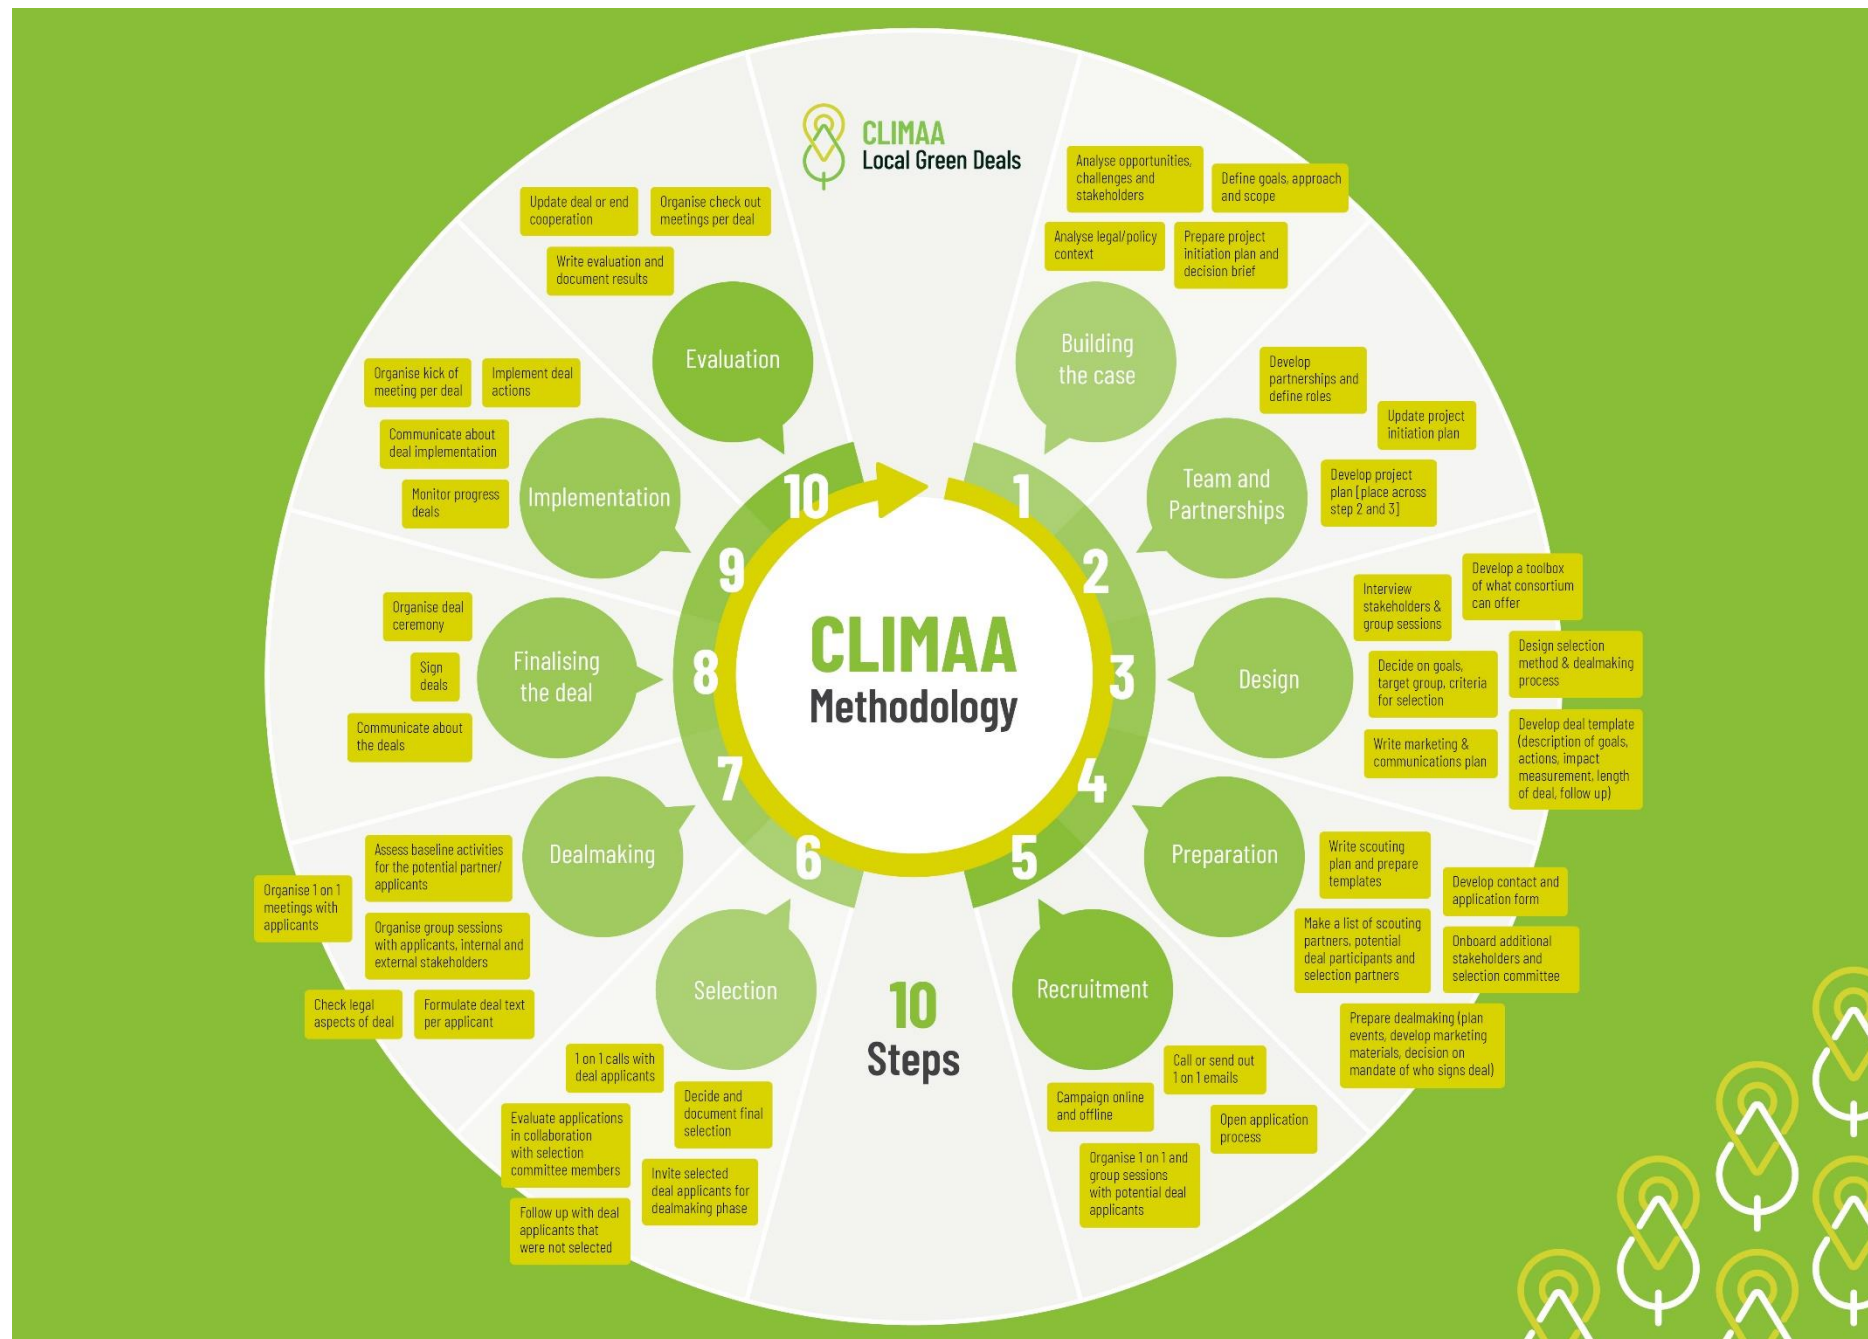 CLIMAA
Local Green Deals
CLIMAA
Methodology
10
Steps
1
Building
the case
Analyse opportunities,
challenges and
stakeholders
Define goals, approach
and scope
Analyse legal/policy
context
Prepare project
initiation plan and
decision brief
2
Team and
Partnerships
Develop
partnerships and
define roles
Update project
initiation plan
Develop project
plan [place across
step 2 and 3]
3
Design
Interview
stakeholders &
group sessions
Develop a toolbox
of what consortium
can offer
Decide on goals,
target group, criteria
for selection
Design selection
method & dealmaking
process
Write marketing &
communications plan
Develop deal template
(description of goals,
actions, impact
measurement, length
of deal, follow up)
4
Preparation
Write scouting
plan and prepare
templates
Develop contact and
application form
Make a list of scouting
partners, potential
deal participants and
selection partners
Onboard additional
stakeholders and
selection committee
Prepare dealmaking (plan
events, develop marketing
materials, decision on
mandate of who signs deal)
5
Recruitment
Call or send out
1 on 1 emails
Campaign online
and offline
Open application
process
Organise 1 on 1 and
group sessions
with potential deal
applicants
6
Selection
1 on 1 calls with
deal applicants
Decide and
document final
selection
Evaluate applications
in collaboration
with selection
committee members
Invite selected
deal applicants for
dealmaking phase
Follow up with deal
applicants that
were not selected
7
Dealmaking
Assess baseline activities
for the potential partner/
applicants
Organise 1 on 1
meetings with
applicants
Organise group sessions
with applicants, internal and
external stakeholders
Check legal
aspects of deal
Formulate deal text
per applicant
8
Finalising
the deal
Organise deal
ceremony
Sign
deals
Communicate about
the deals
9
Implementation
Organise kick of
meeting per deal
Implement deal
actions
Communicate about
deal implementation
Monitor progress
deals
10
Evaluation
Update deal or end
cooperation
Organise check out
meetings per deal
Write evaluation and
document results